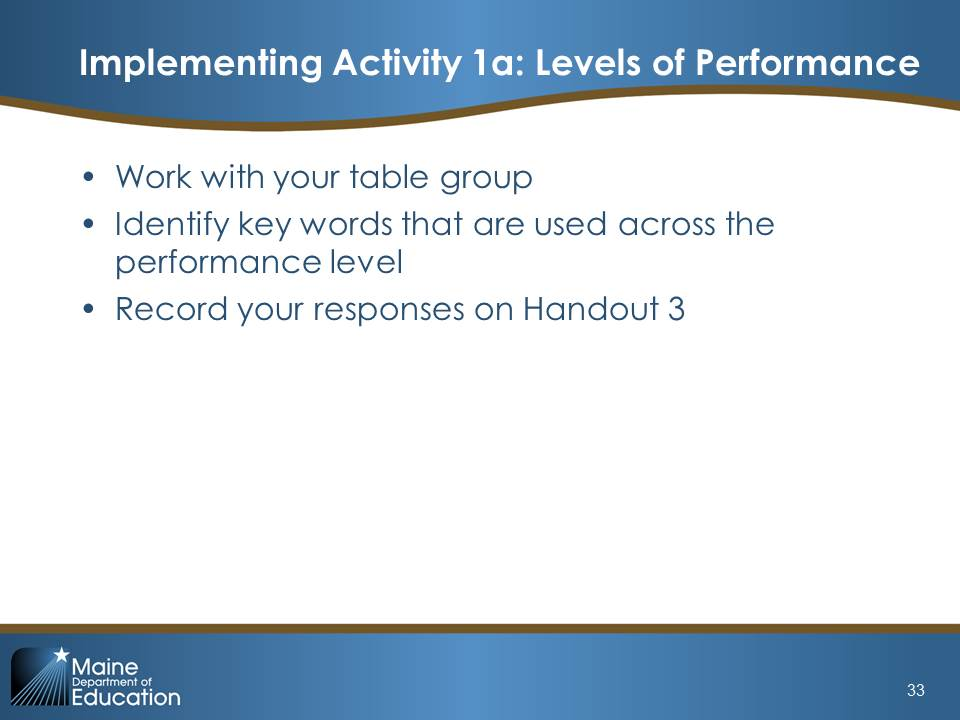 Implementing Activity 1a: Levels of Performance
• Work with your table group
• Identify key words that are used across the
performance level
• Record your responses on Handout 3
Maine
Department of
Education
33